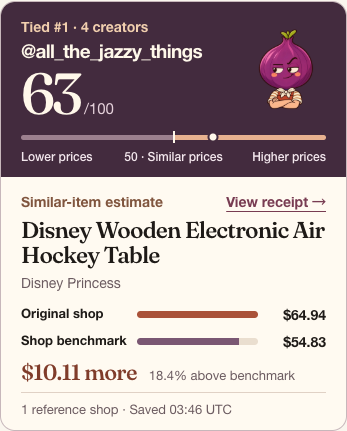 Tied #1 · 4 creators
@all_the_jazzy_things
63/100
Lower prices 50 · Similar prices Higher prices
Similar-item estimate View receipt →
Disney Wooden Electronic Air
Hockey Table
Disney Princess
Original shop $64.94
Shop benchmark $54.83
$10.11 more 18.4% above benchmark
1 reference shop · Saved 03:46 UTC